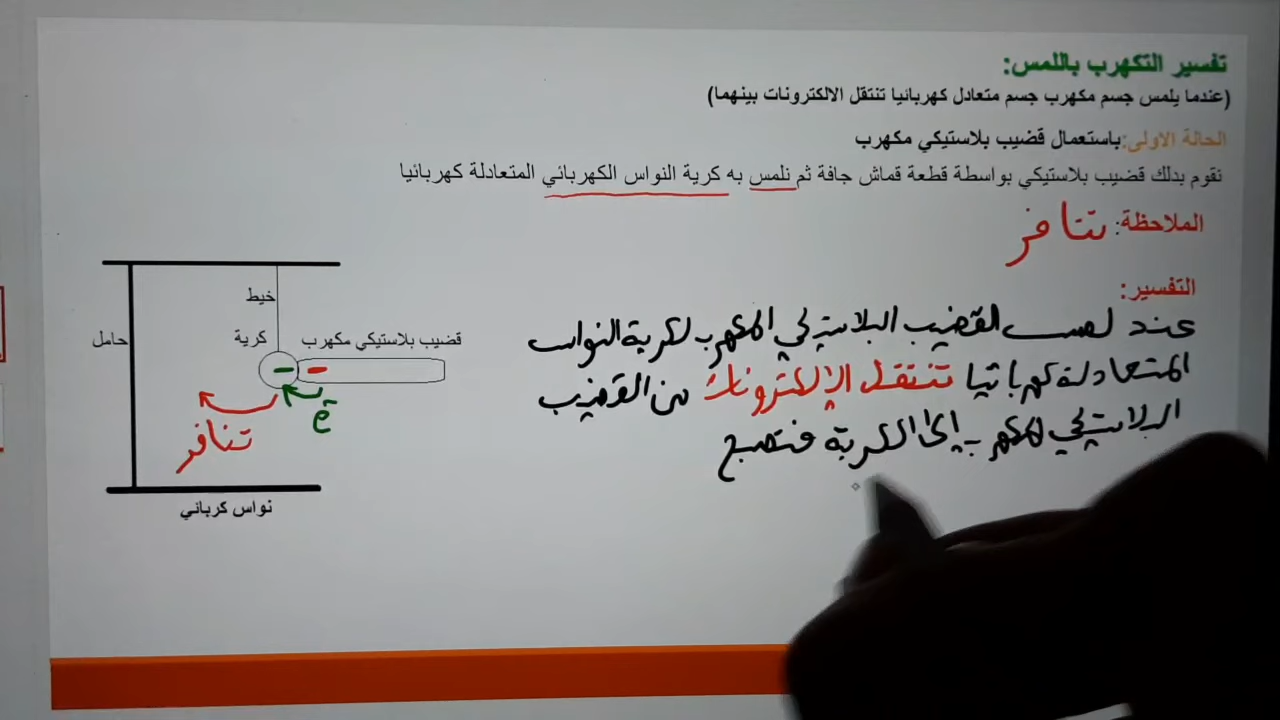 تفسير التكهرب باللمس:
(عندما يلمس جسم مكهرب جسم متعادل كهربائيا تنتقل الالكترونات بينهما)
الحالة الاولى:باستعمال قضيب بلاستيكي مكهرب
نقوم بدلك قضيب بلاستيكي بواسطة قطعة قماش جافة ثم نلمس به كرية النواس الكهربائي المتعادلة كهربائيا
الملاحظة: تنافر
التفسير:
عند لمس القضيب البلاستيكي المكهرب لكرية النواس
المتعادلة كهربائيا تنتقل الإلكترونات من القضيب
البلاستيكي المكهرب إلى الكرية فتصبح
خيط
حامل
كرية
قضيب بلاستيكي مكهرب
- -
e-
تنافر
نواس كربائي